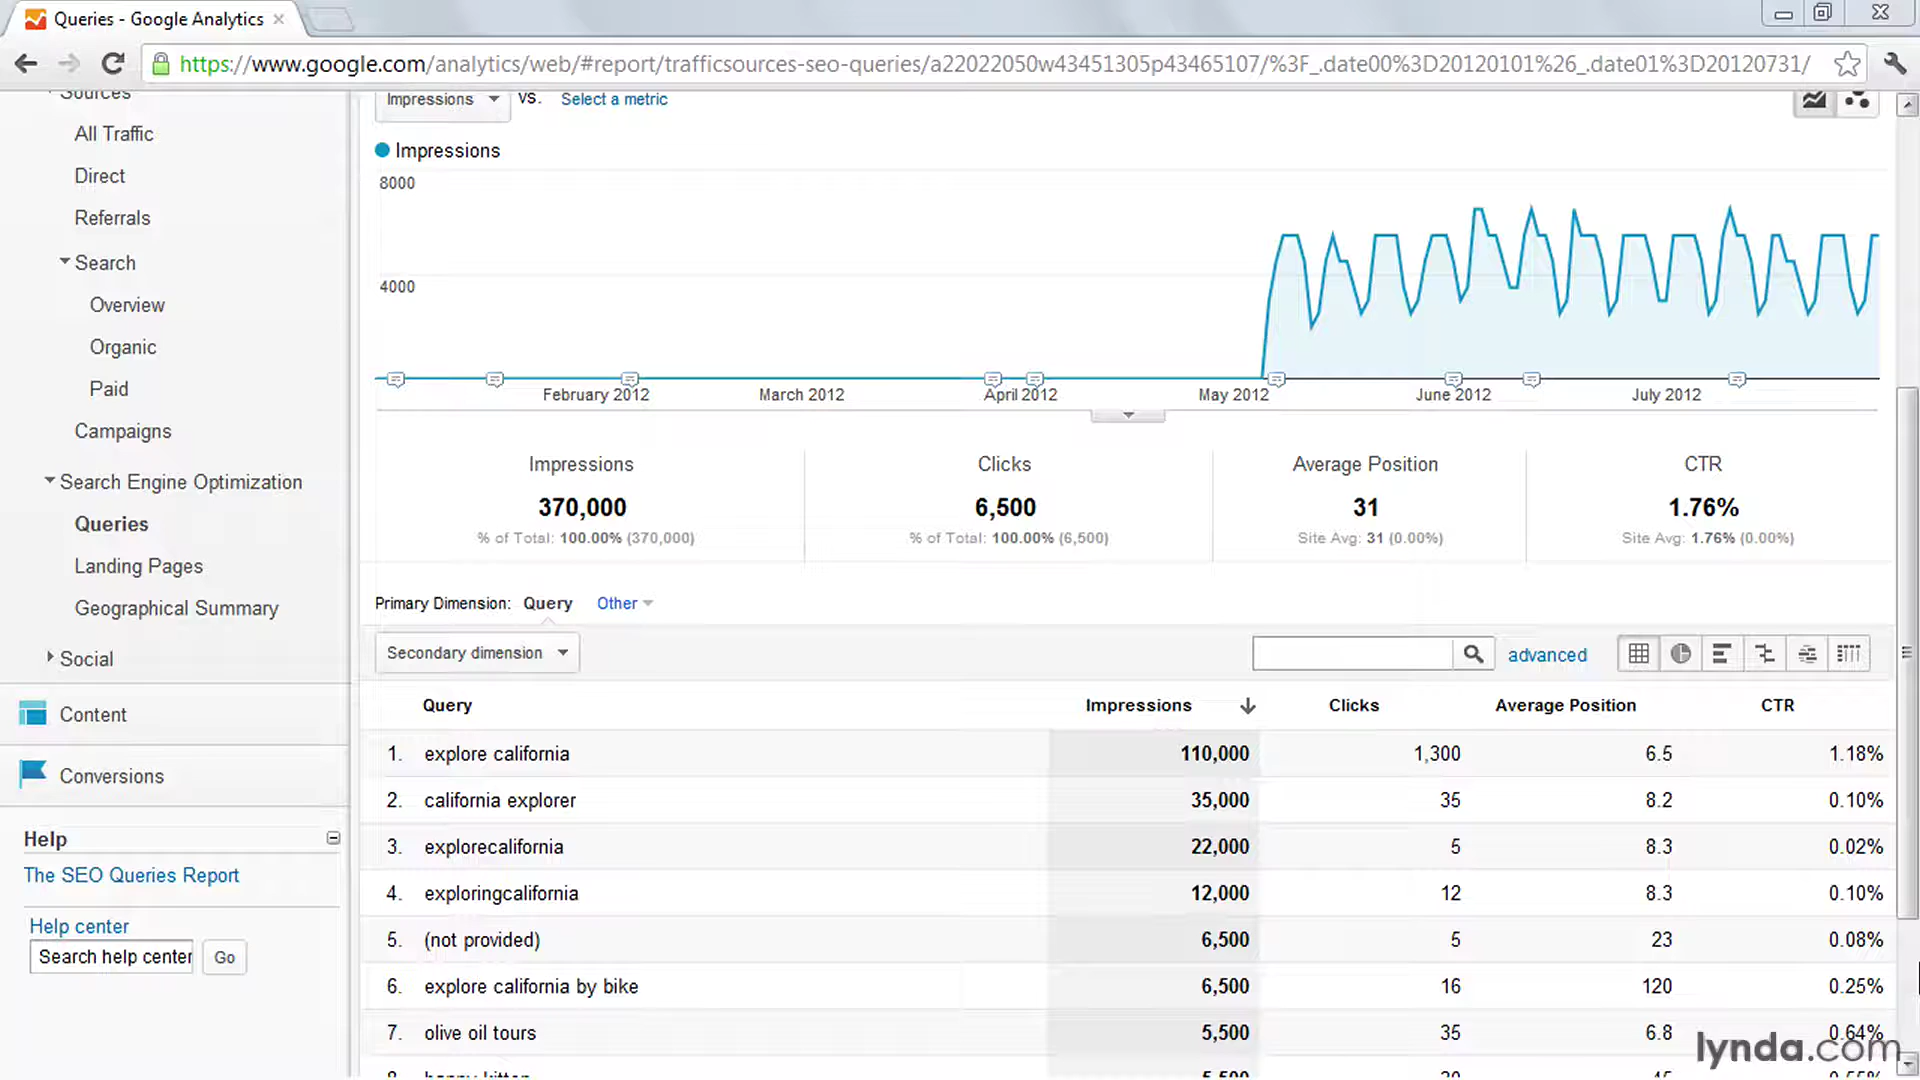 Queries - Google Analytics
https://www.google.com/analytics/web/#report/trafficsources-seo-queries/a22022050w43451305p43465107/%3F_.date00%3D20120101%26_.date01%3D20120731/
Sources
All Traffic
Direct
Referrals
Search
Overview
Organic
Paid
Campaigns
Search Engine Optimization
Queries
Landing Pages
Geographical Summary
Social
Content
Conversions
Help
The SEO Queries Report
Help center
Search help center Go
Impressions vs. Select a metric
Impressions
8000
4000
February 2012 March 2012 April 2012 May 2012 June 2012 July 2012
Impressions Clicks Average Position CTR
370,000 6,500 31 1.76%
% of Total: 100.00% (370,000) % of Total: 100.00% (6,500) Site Avg: 31 (0.00%) Site Avg: 1.76% (0.00%)
Primary Dimension: Query Other
Secondary dimension advanced
Query Impressions Clicks Average Position CTR
1. explore california 110,000 1,300 6.5 1.18%
2. california explorer 35,000 35 8.2 0.10%
3. explorecalifornia 22,000 5 8.3 0.02%
4. exploringcalifornia 12,000 12 8.3 0.10%
5. (not provided) 6,500 5 23 0.08%
6. explore california by bike 6,500 16 120 0.25%
7. olive oil tours 5,500 35 6.8 0.64%
lynda.com